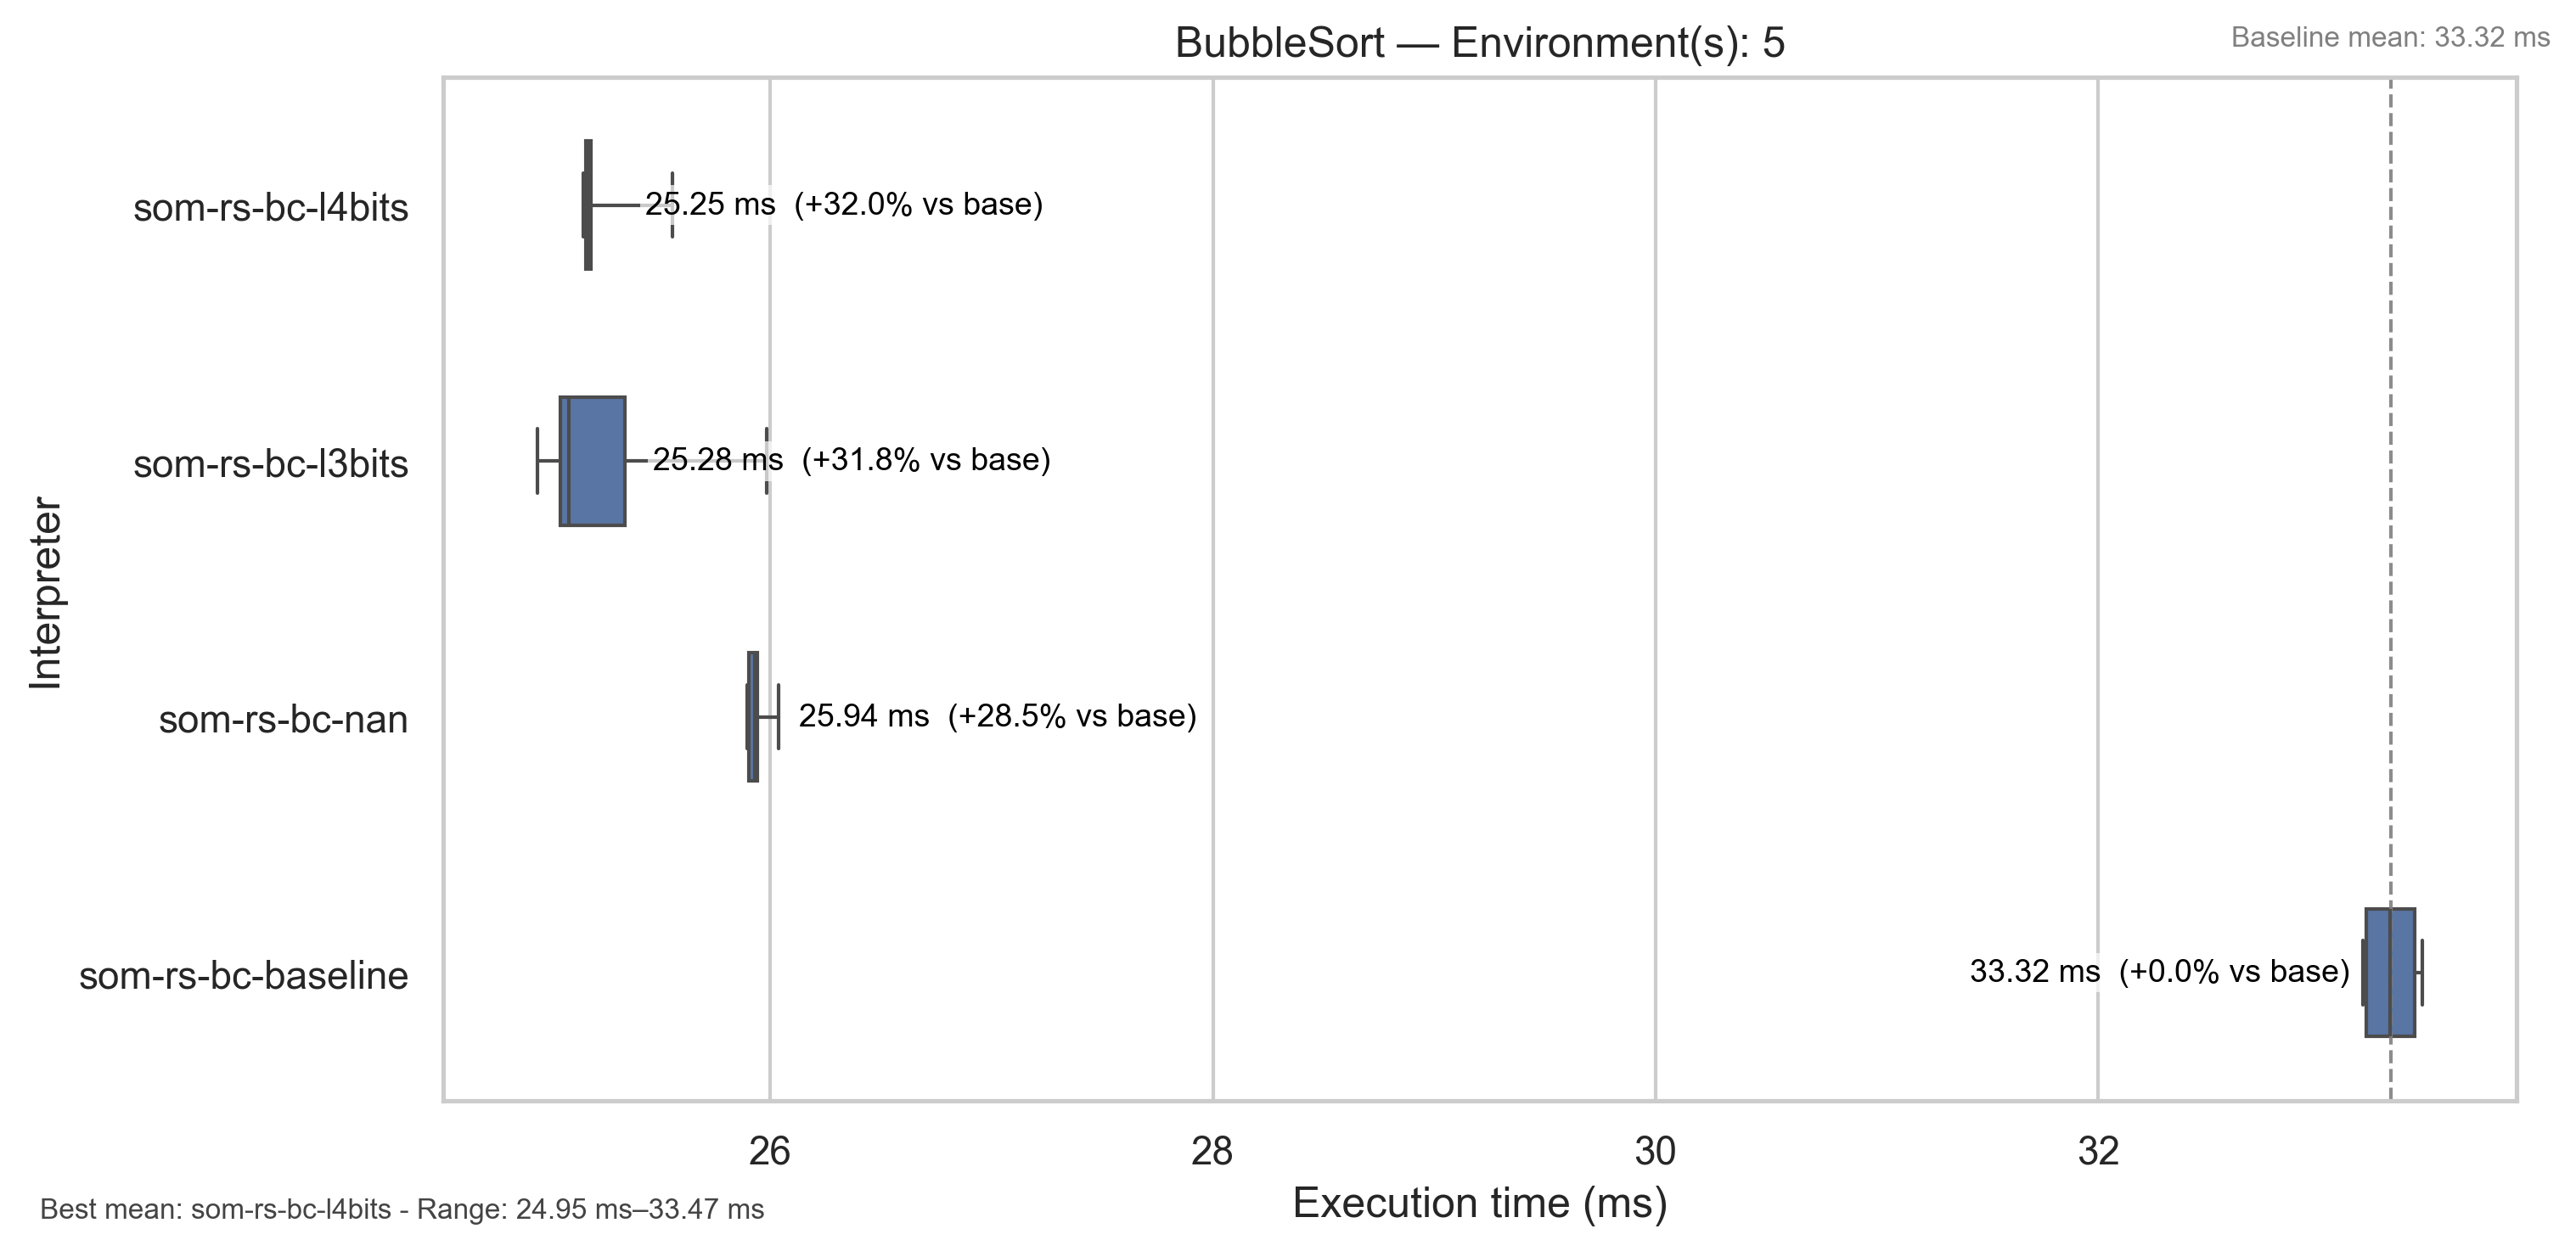 BubbleSort — Environment(s): 5
Baseline mean: 33.32 ms
Interpreter
som-rs-bc-l4bits
25.25 ms (+32.0% vs base)
som-rs-bc-l3bits
25.28 ms (+31.8% vs base)
som-rs-bc-nan
25.94 ms (+28.5% vs base)
som-rs-bc-baseline
33.32 ms (+0.0% vs base)
26 28 30 32
Execution time (ms)
Best mean: som-rs-bc-l4bits - Range: 24.95 ms–33.47 ms